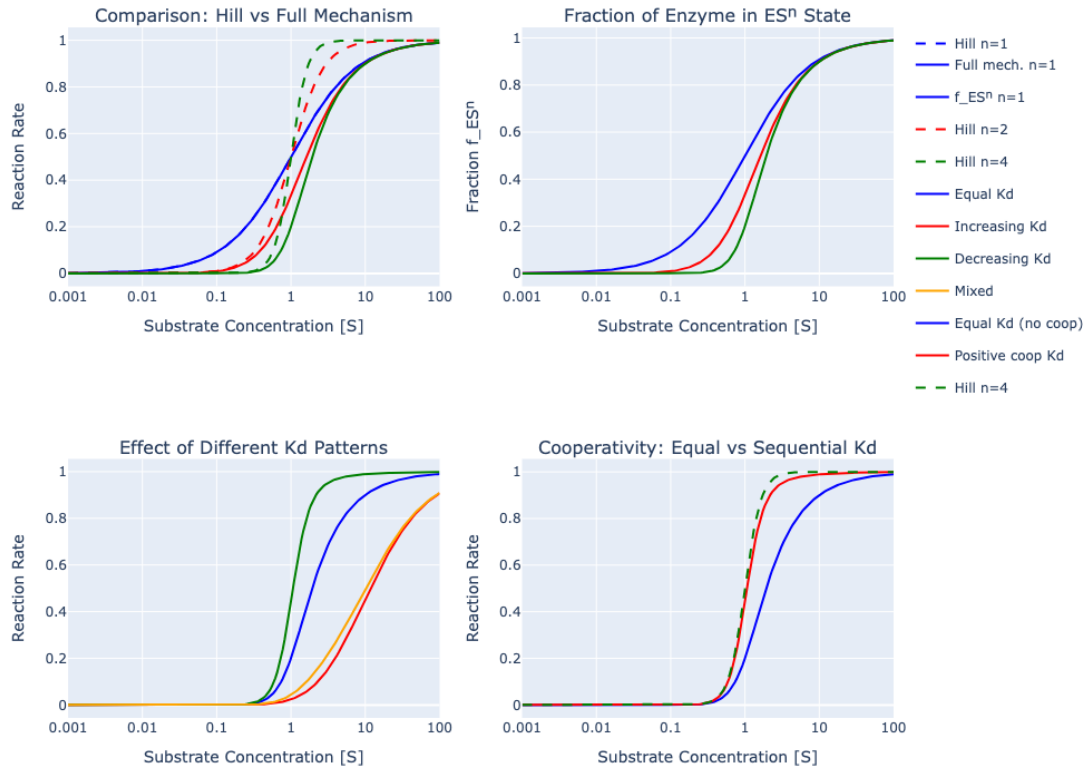 Comparison: Hill vs Full Mechanism
Reaction Rate
1
0.8
0.6
0.4
0.2
0
0.001 0.01 0.1 1 10 100
Substrate Concentration [S]
Fraction of Enzyme in ESⁿ State
Fraction f_ESⁿ
1
0.8
0.6
0.4
0.2
0
0.001 0.01 0.1 1 10 100
Substrate Concentration [S]
Hill n=1
Full mech. n=1
f_ESⁿ n=1
Hill n=2
Hill n=4
Equal Kd
Increasing Kd
Decreasing Kd
Mixed
Equal Kd (no coop)
Positive coop Kd
Hill n=4
Effect of Different Kd Patterns
Reaction Rate
1
0.8
0.6
0.4
0.2
0
0.001 0.01 0.1 1 10 100
Substrate Concentration [S]
Cooperativity: Equal vs Sequential Kd
Reaction Rate
1
0.8
0.6
0.4
0.2
0
0.001 0.01 0.1 1 10 100
Substrate Concentration [S]